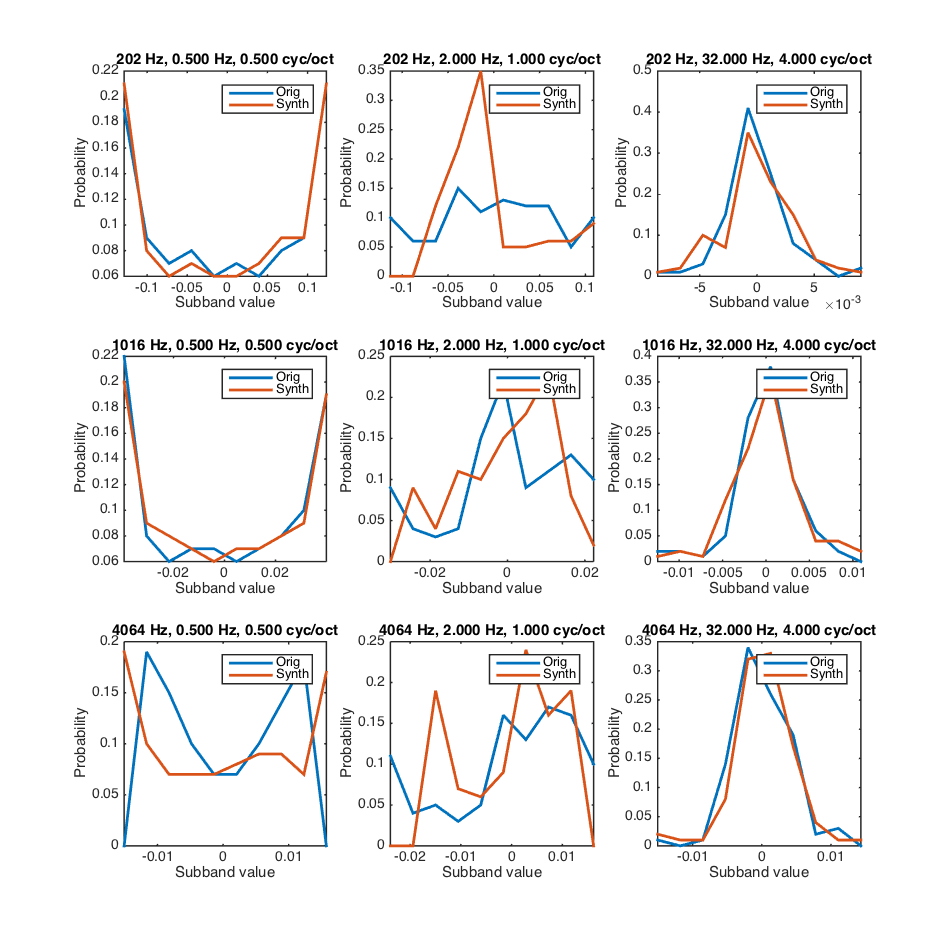 202 Hz, 0.500 Hz, 0.500 cyc/oct
0.22
0.2
0.18
0.16
0.14
0.12
0.1
0.08
0.06
Probability
Orig
Synth
-0.1 -0.05 0 0.05 0.1
Subband value
202 Hz, 2.000 Hz, 1.000 cyc/oct
0.35
0.3
0.25
0.2
0.15
0.1
0.05
0
Probability
Orig
Synth
-0.1 -0.05 0 0.05 0.1
Subband value
202 Hz, 32.000 Hz, 4.000 cyc/oct
0.5
0.4
0.3
0.2
0.1
0
Probability
Orig
Synth
-5 0 5
Subband value ×10⁻³
1016 Hz, 0.500 Hz, 0.500 cyc/oct
0.22
0.2
0.18
0.16
0.14
0.12
0.1
0.08
0.06
Probability
Orig
Synth
-0.02 0 0.02
Subband value
1016 Hz, 2.000 Hz, 1.000 cyc/oct
0.25
0.2
0.15
0.1
0.05
0
Probability
Orig
Synth
-0.02 0 0.02
Subband value
1016 Hz, 32.000 Hz, 4.000 cyc/oct
0.4
0.35
0.3
0.25
0.2
0.15
0.1
0.05
0
Probability
Orig
Synth
-0.01 -0.005 0 0.005 0.01
Subband value
4064 Hz, 0.500 Hz, 0.500 cyc/oct
0.2
0.15
0.1
0.05
0
Probability
Orig
Synth
-0.01 0 0.01
Subband value
4064 Hz, 2.000 Hz, 1.000 cyc/oct
0.25
0.2
0.15
0.1
0.05
0
Probability
Orig
Synth
-0.02 -0.01 0 0.01
Subband value
4064 Hz, 32.000 Hz, 4.000 cyc/oct
0.35
0.3
0.25
0.2
0.15
0.1
0.05
0
Probability
Orig
Synth
-0.01 0 0.01
Subband value